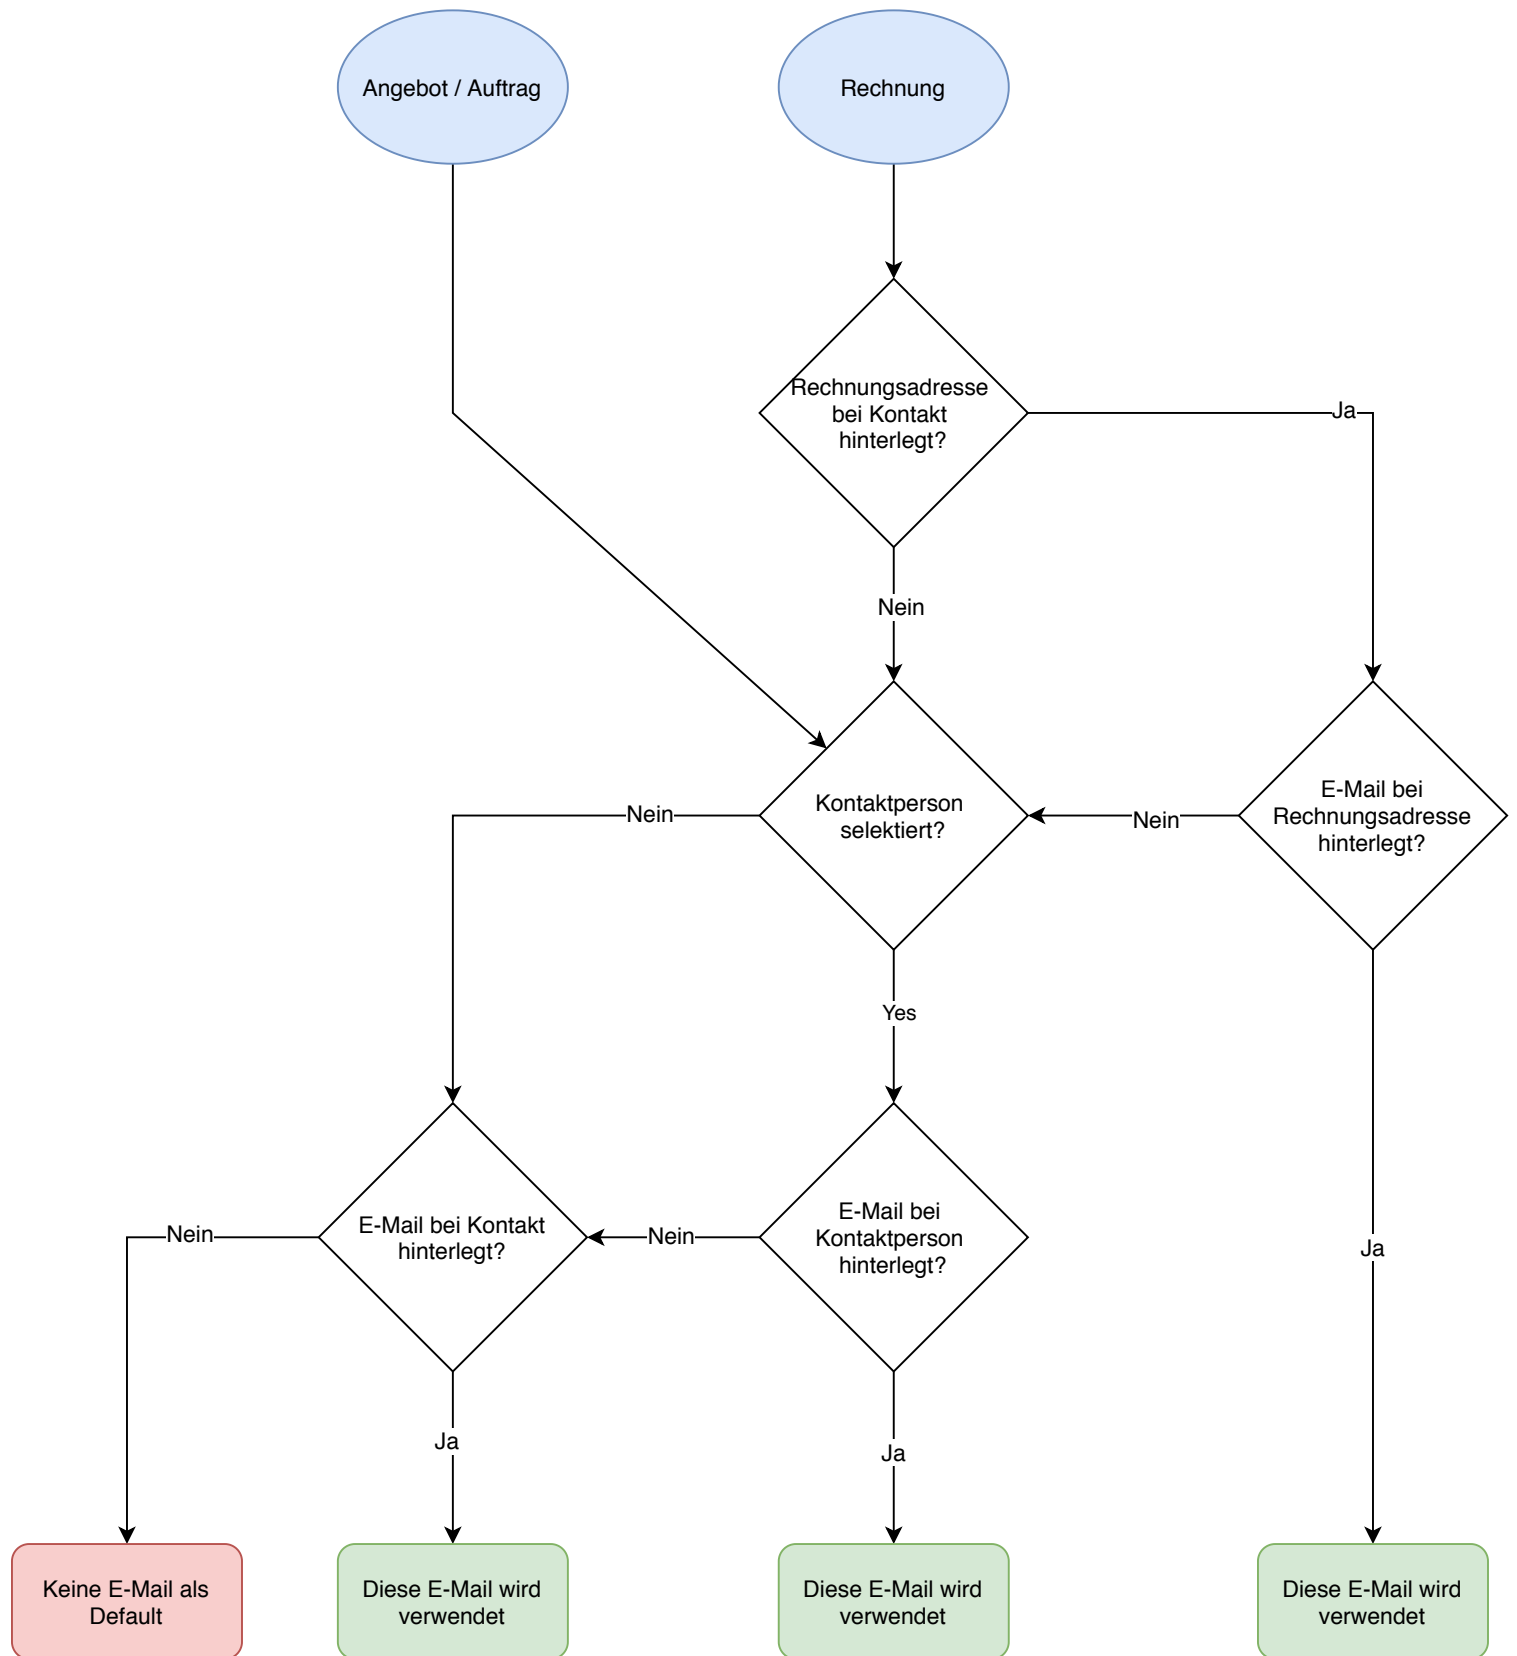 Angebot / Auftrag
Rechnung
Rechnungsadresse
bei Kontakt
hinterlegt?
Ja
Nein
Kontaktperson
selektiert?
E-Mail bei
Rechnungsadresse
hinterlegt?
Nein
Nein
Yes
E-Mail bei Kontakt
hinterlegt?
E-Mail bei
Kontaktperson
hinterlegt?
Nein
Nein
Ja
Ja
Ja
Keine E-Mail als
Default
Diese E-Mail wird
verwendet
Diese E-Mail wird
verwendet
Diese E-Mail wird
verwendet